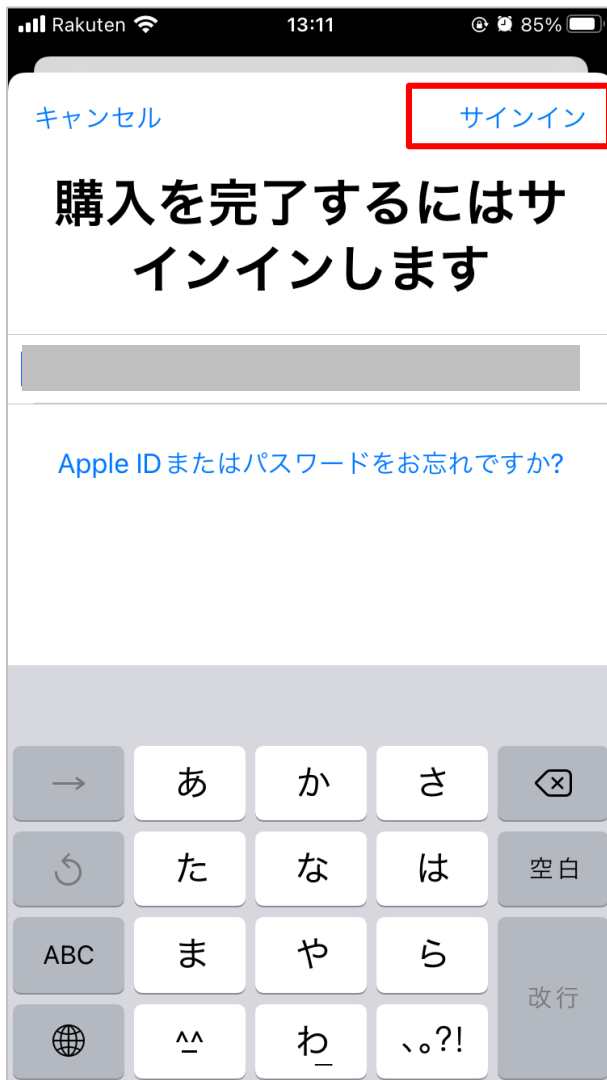 Rakuten 13:11 85%
キャンセル サインイン
購入を完了するにはサ
インインします
Apple IDまたはパスワードをお忘れですか?
→ あ か さ
た な は 空白
ABC ま や ら
改行
^^ わ 、。?!